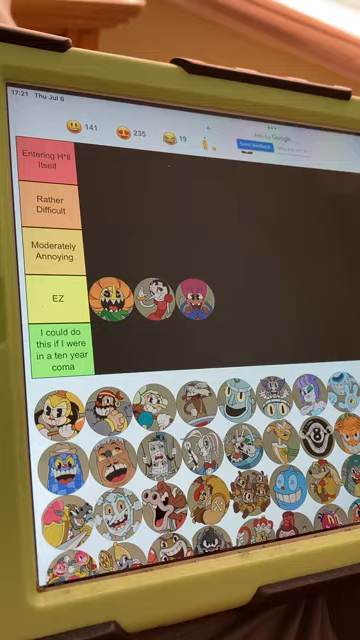 17:21 Thu Jul 6
141 235 19
Ads by Google
Send feedback
Entering H*ll
Itself
Rather
Difficult
Moderately
Annoying
EZ
I could do
this if I were
in a ten year
coma
8